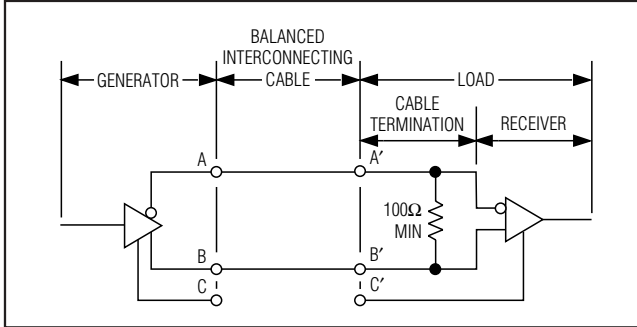 BALANCED
INTERCONNECTING
CABLE
GENERATOR
LOAD
CABLE
TERMINATION
RECEIVER
A
A′
100Ω
MIN
B
B′
C
C′